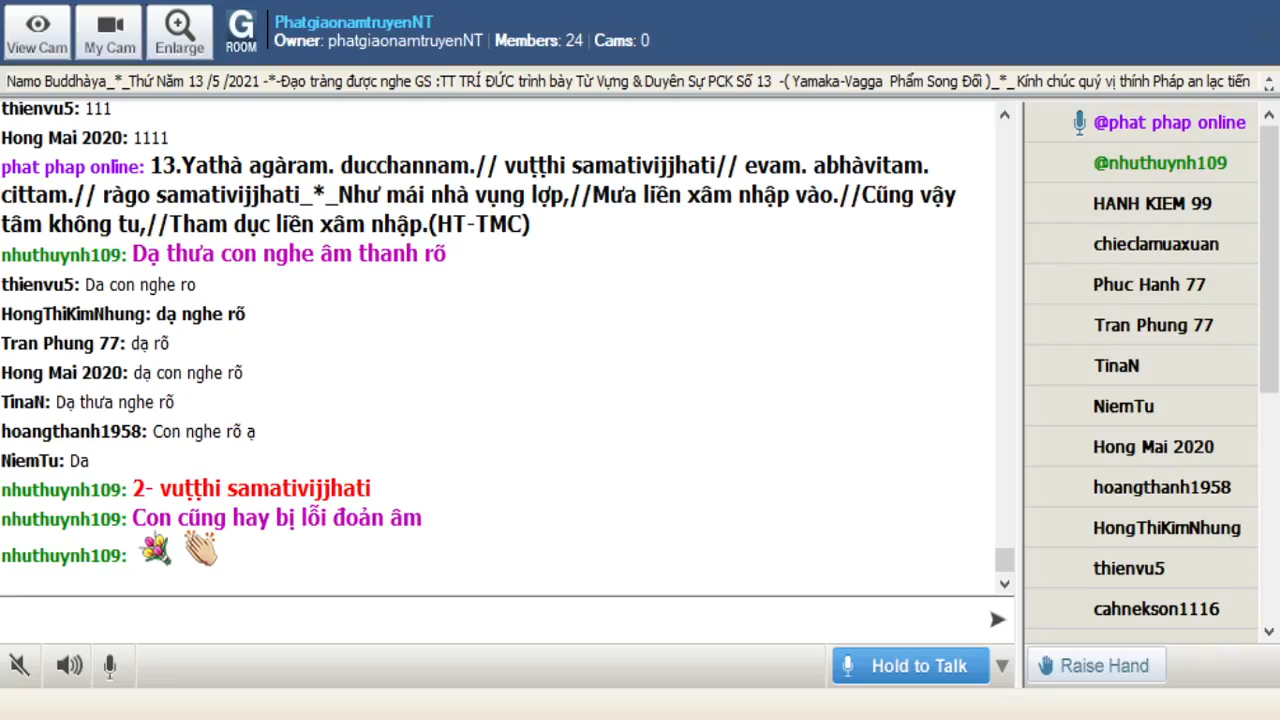 View Cam
My Cam
Enlarge
G
ROOM
PhatgiaonamtruyenNT
Owner: phatgiaonamtruyenNT | Members: 24 | Cams: 0
Namo Buddhàya_*_Thứ Năm 13 /5 /2021 -*-Đạo tràng được nghe GS :TT TRÍ ĐỨC trình bày Từ Vựng & Duyên Sự PCK Số 13 -( Yamaka-Vagga Phẩm Song Đối )_*_ Kính chúc quý vị thính Pháp an lạc tiến
thienvu5: 111
Hong Mai 2020: 1111
phat phap online: 13.Yathà agàram. ducchannam.// vuṭṭhi samativijjhati// evam. abhàvitam.
cittam.// ràgo samativijjhati_*_Như mái nhà vụng lợp,//Mưa liền xâm nhập vào.//Cũng vậy
tâm không tu,//Tham dục liền xâm nhập.(HT-TMC)
nhuthuynh109: Dạ thưa con nghe âm thanh rõ
thienvu5: Da con nghe ro
HongThiKimNhung: dạ nghe rõ
Tran Phung 77: dạ rõ
Hong Mai 2020: dạ con nghe rõ
TinaN: Dạ thưa nghe rõ
hoangthanh1958: Con nghe rõ ạ
NiemTu: Da
nhuthuynh109: 2- vuṭṭhi samativijjhati
nhuthuynh109: Con cũng hay bị lỗi đoản âm
nhuthuynh109:
Hold to Talk
@phat phap online
@nhuthuynh109
HANH KIEM 99
chieclamuaxuan
Phuc Hanh 77
Tran Phung 77
TinaN
NiemTu
Hong Mai 2020
hoangthanh1958
HongThiKimNhung
thienvu5
cahnekson1116
Raise Hand